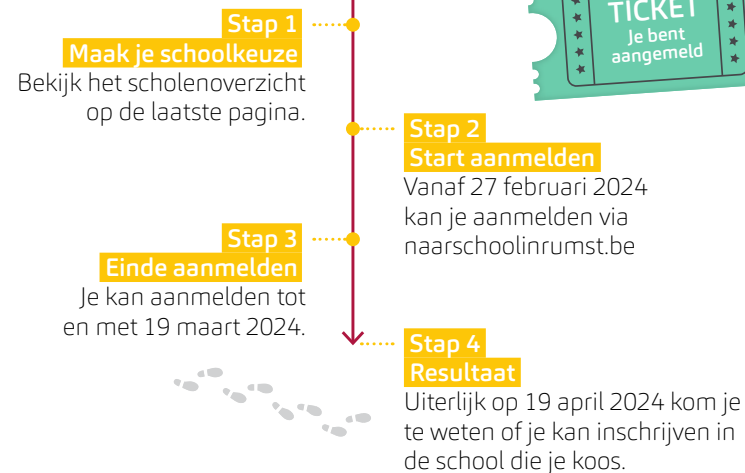 TICKET
Je bent
aangemeld
Stap 1
Maak je schoolkeuze
Bekijk het scholenoverzicht
op de laatste pagina.
Stap 2
Start aanmelden
Vanaf 27 februari 2024
kan je aanmelden via
naarschoolinrumst.be
Stap 3
Einde aanmelden
Je kan aanmelden tot
en met 19 maart 2024.
Stap 4
Resultaat
Uiterlijk op 19 april 2024 kom je
te weten of je kan inschrijven in
de school die je koos.